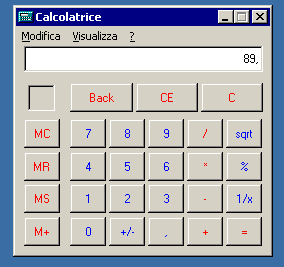 Calcolatrice
Modifica Visualizza ?
89,
Back CE C
MC 7 8 9 / sqrt
MR 4 5 6 * %
MS 1 2 3 - 1/x
M+ 0 +/- , + =